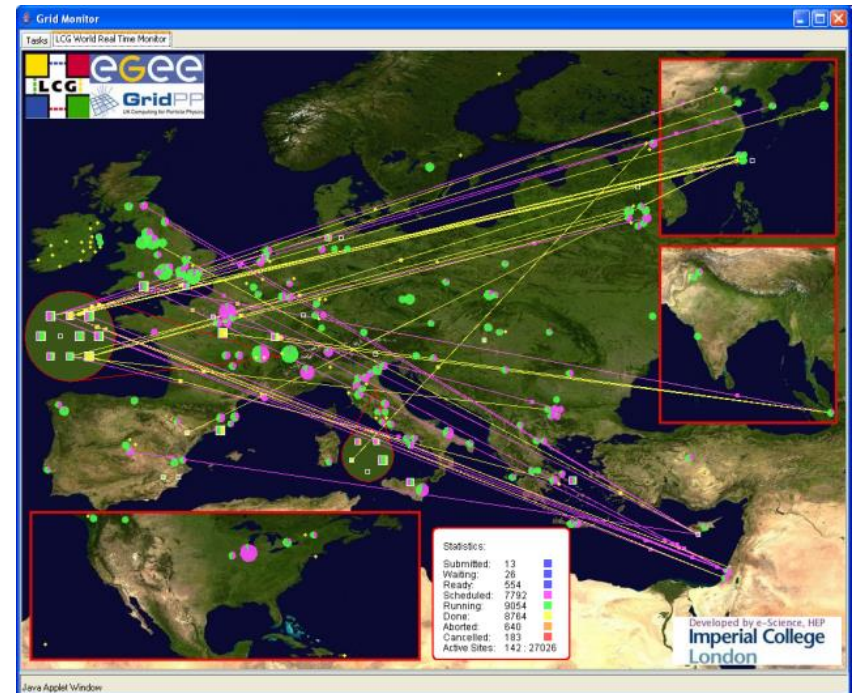 Grid Monitor
Tasks
LCG World Real Time Monitor
LCG
eGee
GridPP
UK Computing for Particle Physics
Statistics:
Submitted: 13
Waiting: 26
Ready: 554
Scheduled: 7792
Running: 9054
Done: 8764
Aborted: 640
Cancelled: 183
Active Sites: 142 : 27026
Developed by e-Science, HEP
Imperial College
London
Java Applet Window